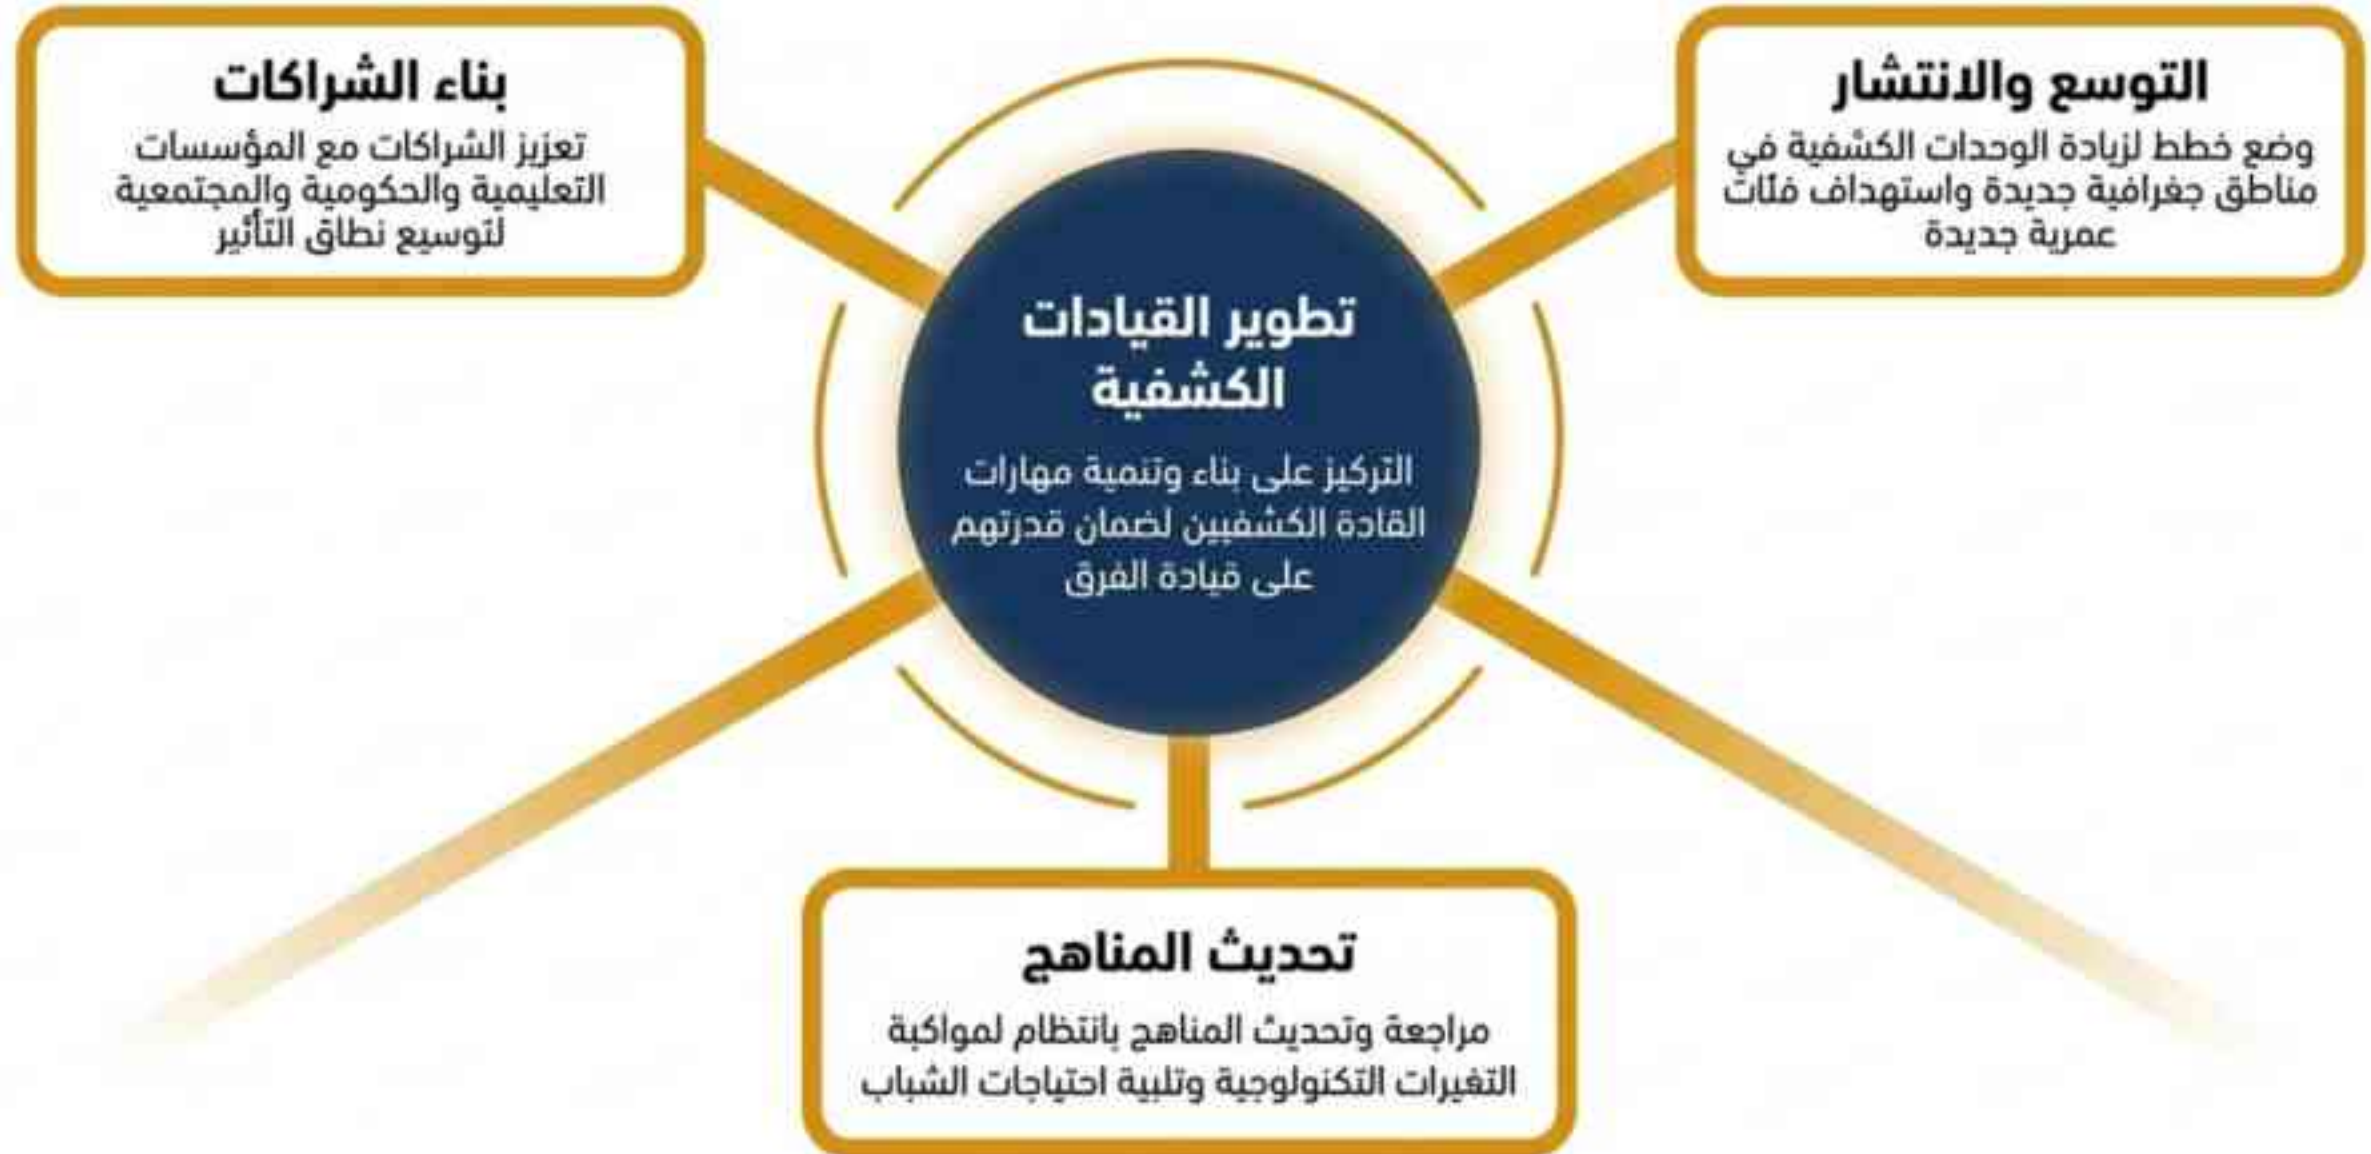 التوسع والانتشار
وضع خطط لزيادة الوحدات الكشفية في
مناطق جغرافية جديدة واستهداف فئات
عمرية جديدة
بناء الشراكات
تعزيز الشراكات مع المؤسسات
التعليمية والحكومية والمجتمعية
لتوسيع نطاق التأثير
تطوير القيادات
الكشفية
التركيز على بناء وتنمية مهارات
القادة الكشفيين لضمان قدرتهم
على قيادة الفرق
تحديث المناهج
مراجعة وتحديث المناهج بانتظام لمواكبة
التغيرات التكنولوجية وتلبية احتياجات الشباب